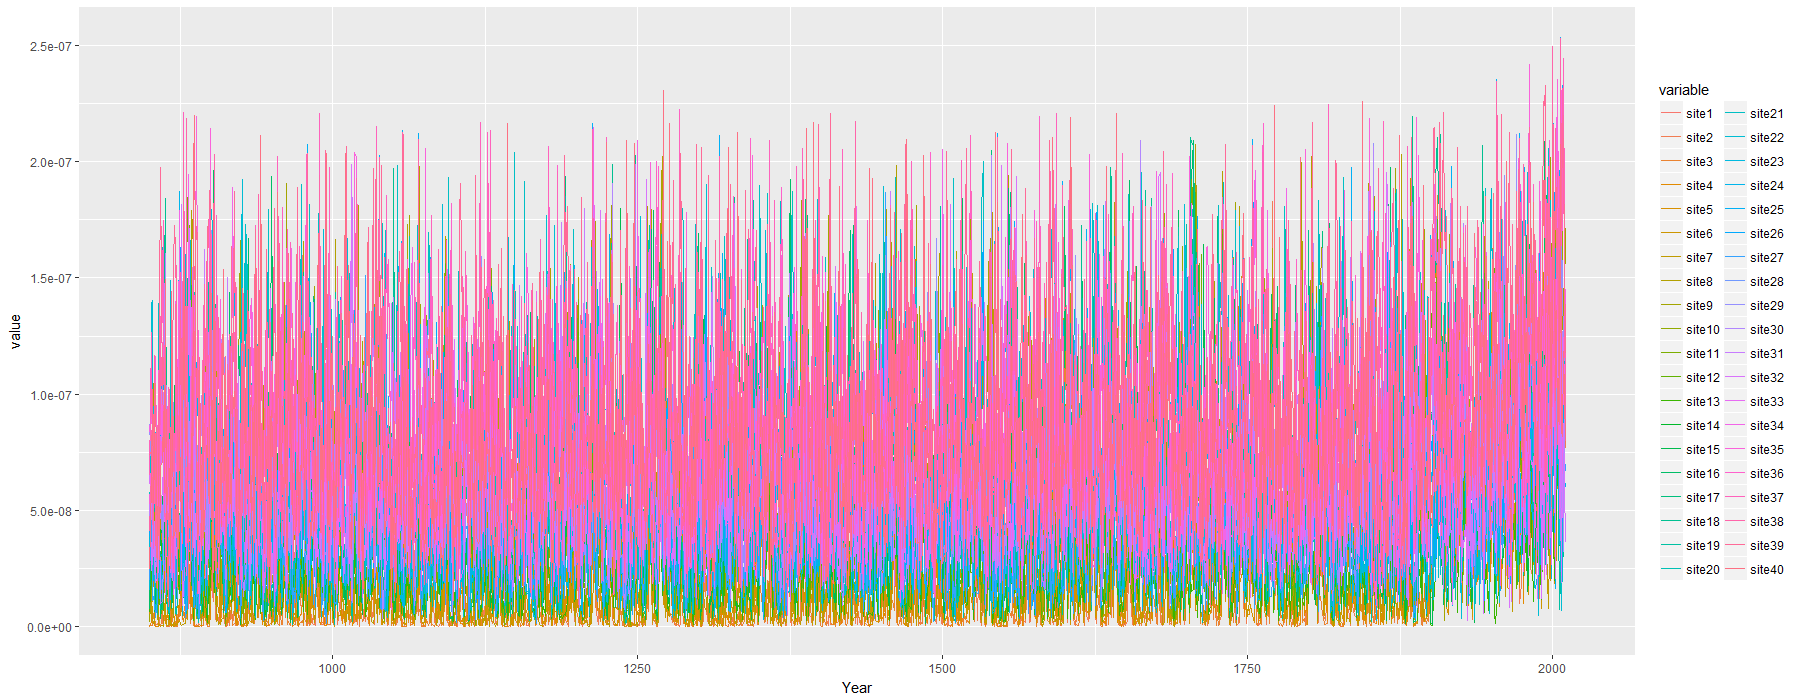 2.5e-07
2.0e-07
1.5e-07
1.0e-07
5.0e-08
0.0e+00
value
1000 1250 1500 1750 2000
Year
variable
site1 site21
site2 site22
site3 site23
site4 site24
site5 site25
site6 site26
site7 site27
site8 site28
site9 site29
site10 site30
site11 site31
site12 site32
site13 site33
site14 site34
site15 site35
site16 site36
site17 site37
site18 site38
site19 site39
site20 site40